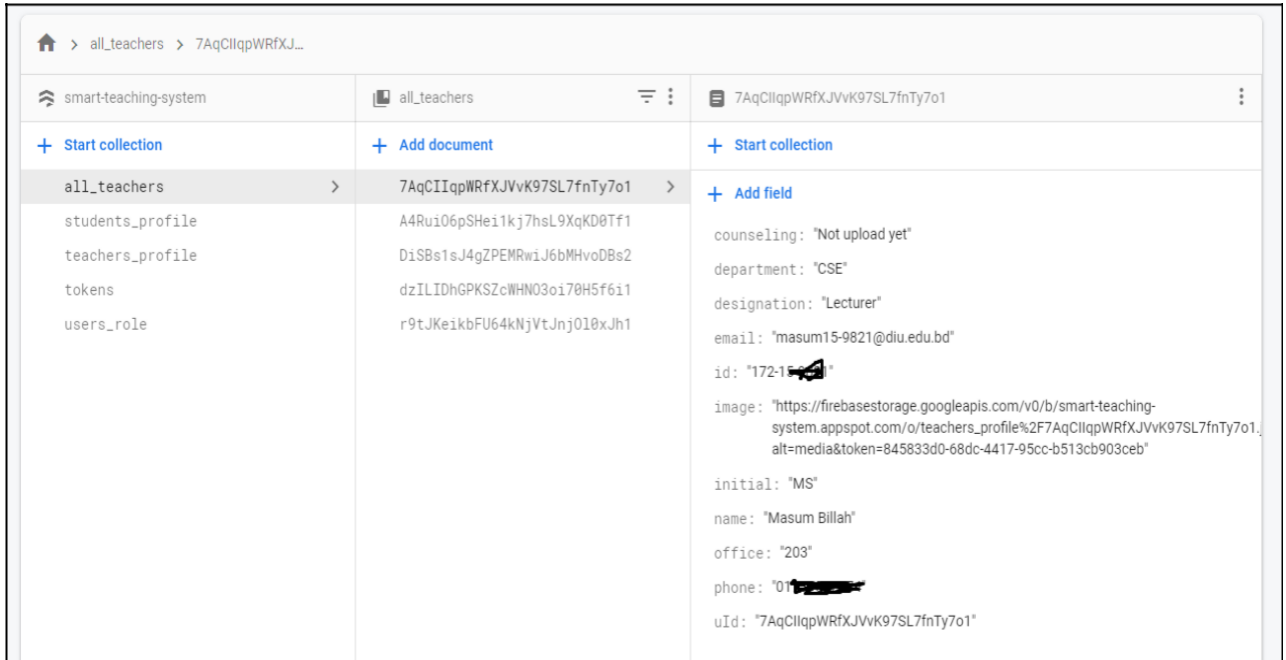 all_teachers > 7AqCIIqpWRfXJ...
smart-teaching-system
all_teachers
7AqCIIqpWRfXJVvK97SL7fnTy7o1
+ Start collection
+ Add document
+ Start collection
all_teachers
students_profile
teachers_profile
tokens
users_role
7AqCIIqpWRfXJVvK97SL7fnTy7o1
A4RuiO6pSHei1kj7hsL9XqKD0Tf1
DiSBs1sJ4gZPEMRwiJ6bMHvoDBs2
dzILIDhGPKSZcWHNO3oi70H5f6i1
r9tJKeikbFU64kNjVtJnjOl0xJh1
+ Add field
counseling: "Not upload yet"
department: "CSE"
designation: "Lecturer"
email: "masum15-9821@diu.edu.bd"
id: "172-15
image: "https://firebasestorage.googleapis.com/v0/b/smart-teaching-
system.appspot.com/o/teachers_profile%2F7AqCIIqpWRfXJVvK97SL7fnTy7o1.
alt=media&token=845833d0-68dc-4417-95cc-b513cb903ceb"
initial: "MS"
name: "Masum Billah"
office: "203"
phone: "01
uId: "7AqCIIqpWRfXJVvK97SL7fnTy7o1"